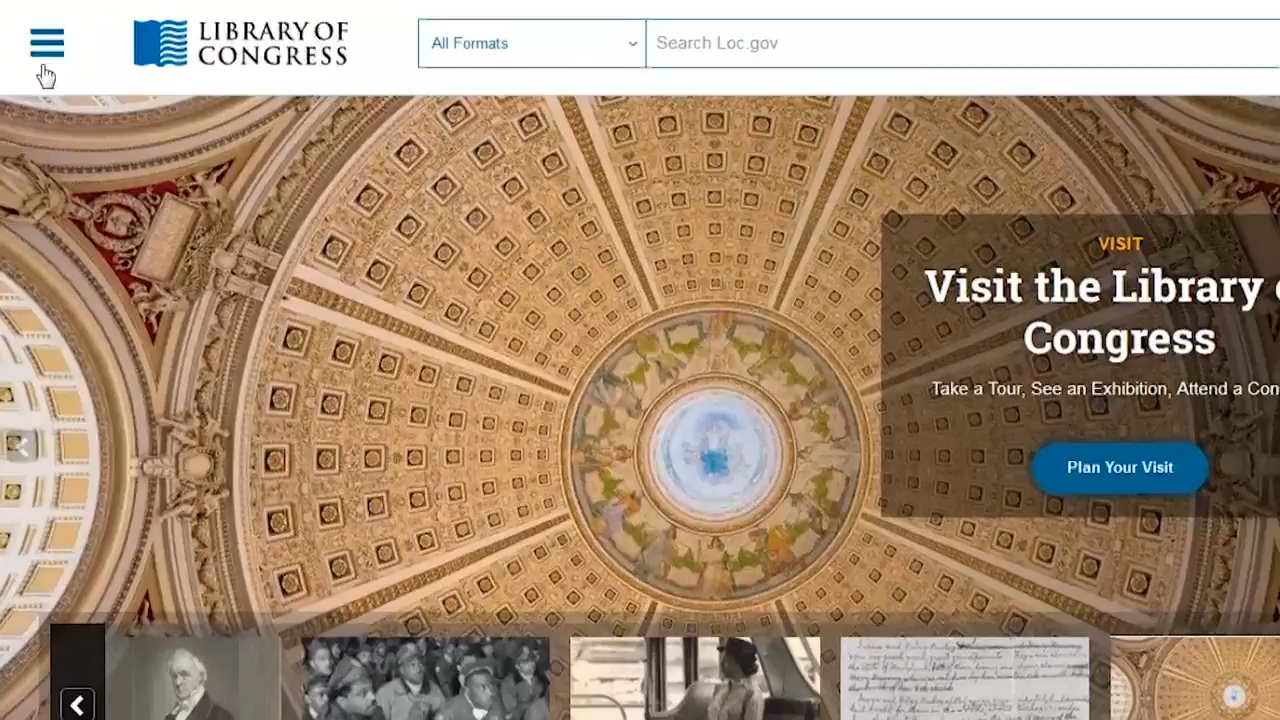 LIBRARY OF
CONGRESS
All Formats
Search Loc.gov
VISIT
Visit the Library
Congress
Take a Tour, See an Exhibition, Attend a Con
Plan Your Visit